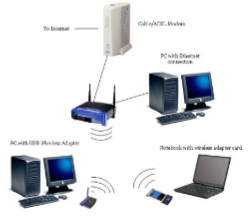 To Internet
Cable/ADSL Modem
PC with Ethernet
connection
PC with USB Wireless Adapter
Notebook with wireless adapter card